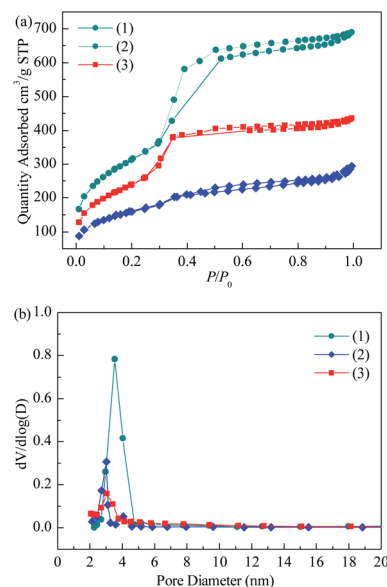 (a)
700
600
500
400
300
200
100
Quantity Adsorbed cm³/g STP
(1)
(2)
(3)
0.0 0.2 0.4 0.6 0.8 1.0
P/P₀
(b)
1.0
0.8
0.6
0.4
0.2
0.0
dV/dlog(D)
(1)
(2)
(3)
0 2 4 6 8 10 12 14 16 18 20
Pore Diameter (nm)